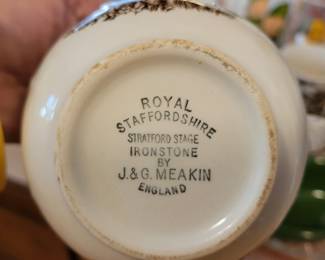 ROYAL
STAFFORDSHIRE
STRATFORD STAGE
IRONSTONE
BY
J.&G. MEAKIN
ENGLAND